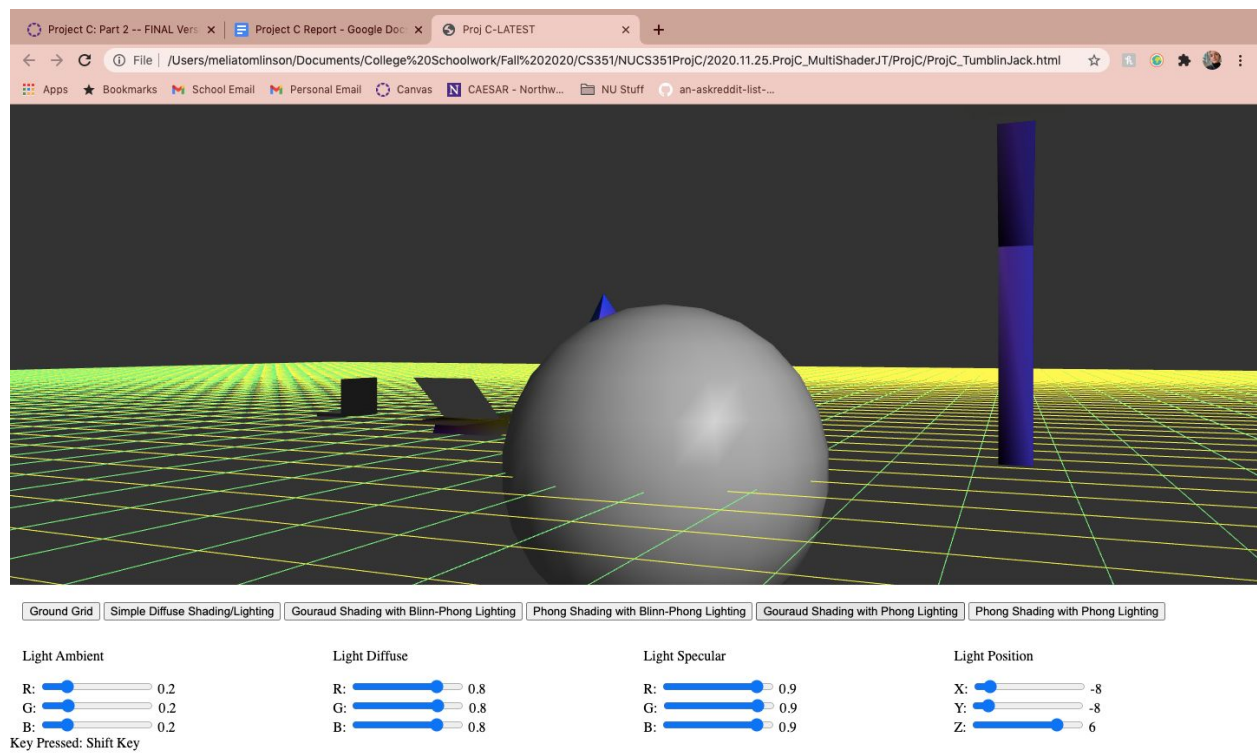 Project C: Part 2 -- FINAL Vers
Project C Report - Google Doc
Proj C-LATEST
File /Users/meliatomlinson/Documents/College%20Schoolwork/Fall%202020/CS351/NUCS351ProjC/2020.11.25.ProjC_MultiShaderJT/ProjC/ProjC_TumblinJack.html
Apps Bookmarks School Email Personal Email Canvas N CAESAR - Northw... NU Stuff an-askreddit-list-...
Ground Grid Simple Diffuse Shading/Lighting Gouraud Shading with Blinn-Phong Lighting Phong Shading with Blinn-Phong Lighting Gouraud Shading with Phong Lighting Phong Shading with Phong Lighting
Light Ambient Light Diffuse Light Specular Light Position
R: 0.2 R: 0.8 R: 0.9 X: -8
G: 0.2 G: 0.8 G: 0.9 Y: -8
B: 0.2 B: 0.8 B: 0.9 Z: 6
Key Pressed: Shift Key